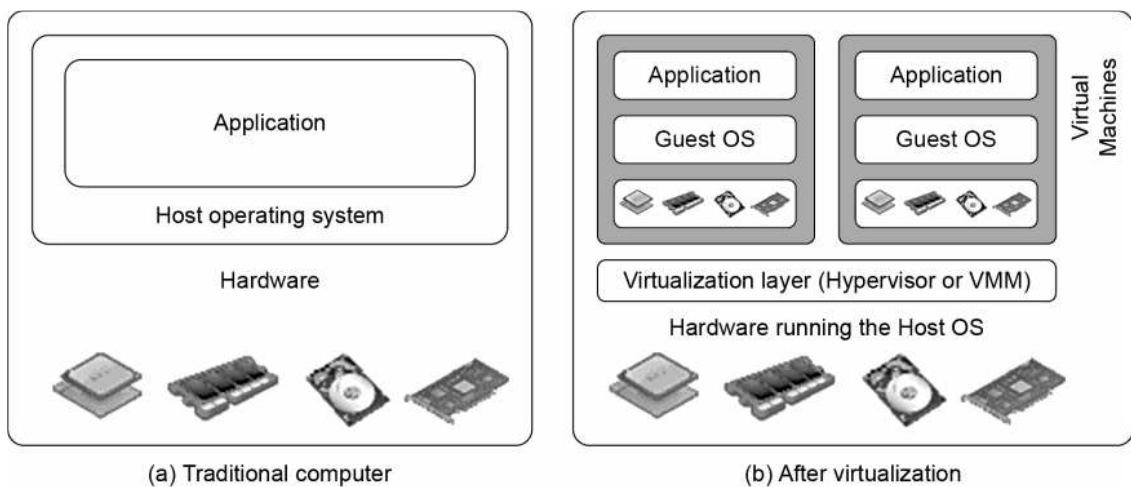 Application
Host operating system
Hardware
(a) Traditional computer
Application
Guest OS
Application
Guest OS
Virtual
Machines
Virtualization layer (Hypervisor or VMM)
Hardware running the Host OS
(b) After virtualization